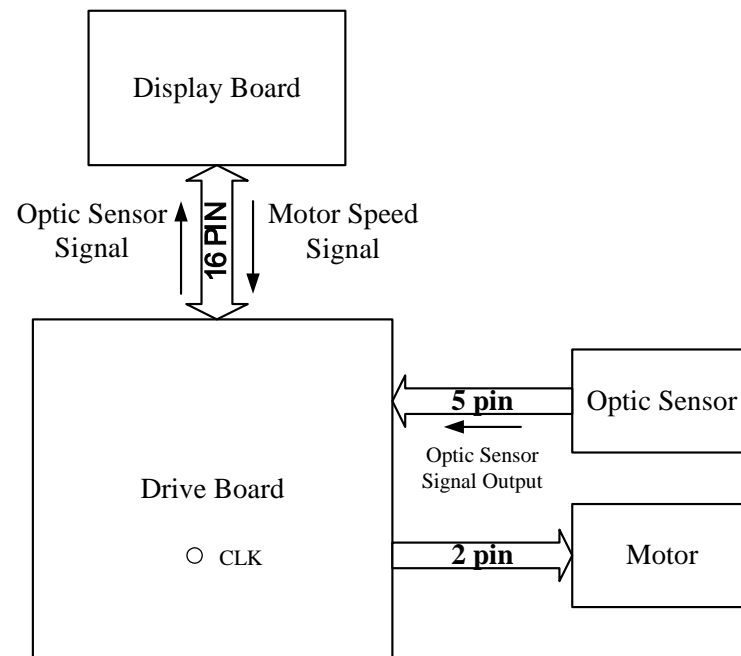 Display Board
Optic Sensor
Signal
16 PIN
Motor Speed
Signal
5 pin
Optic Sensor
Optic Sensor
Signal Output
Drive Board
CLK
2 pin
Motor